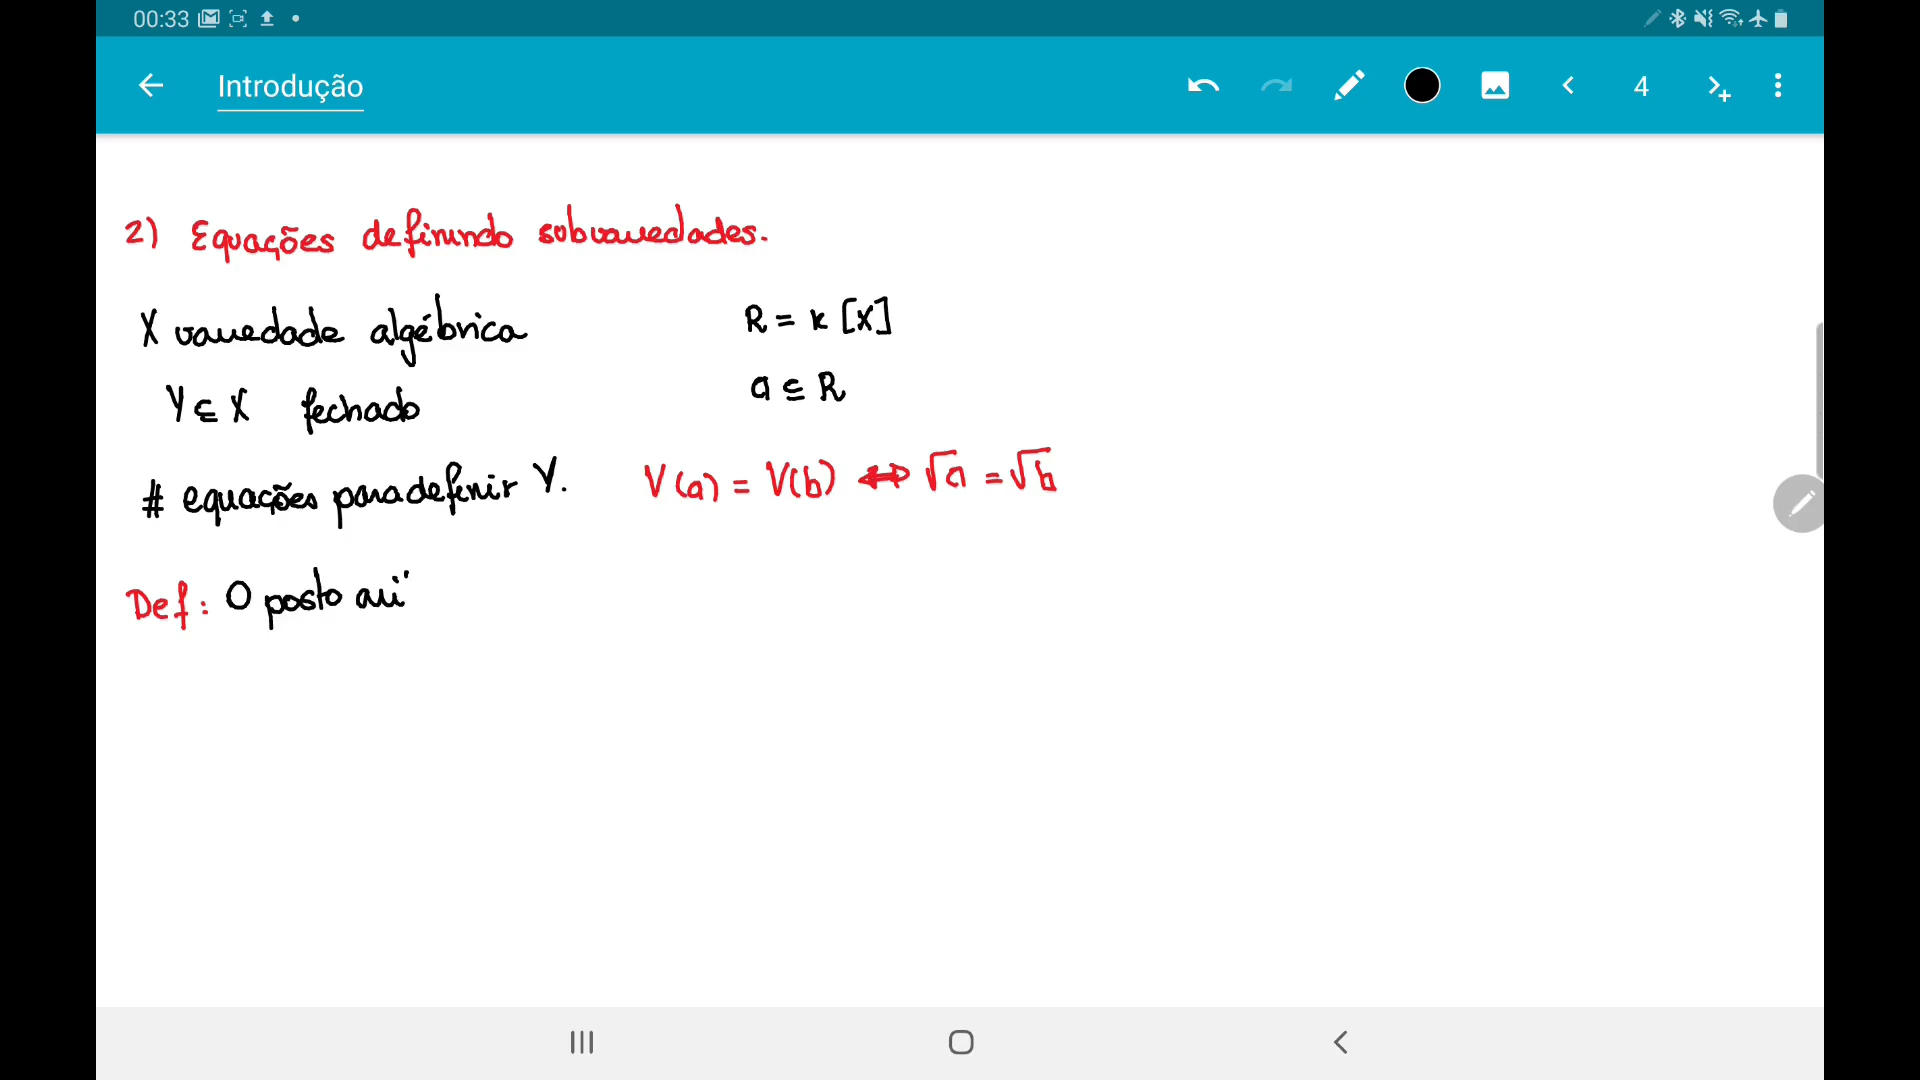 00:33
Introdução
4
2) Equações definindo subvariedades.
X variedade algébrica
R = k [X]
Y ⊆ X fechado
a ⊆ R
# equações para definir Y.
V(a) = V(b) ⟺ √a = √b
Def: O posto ari